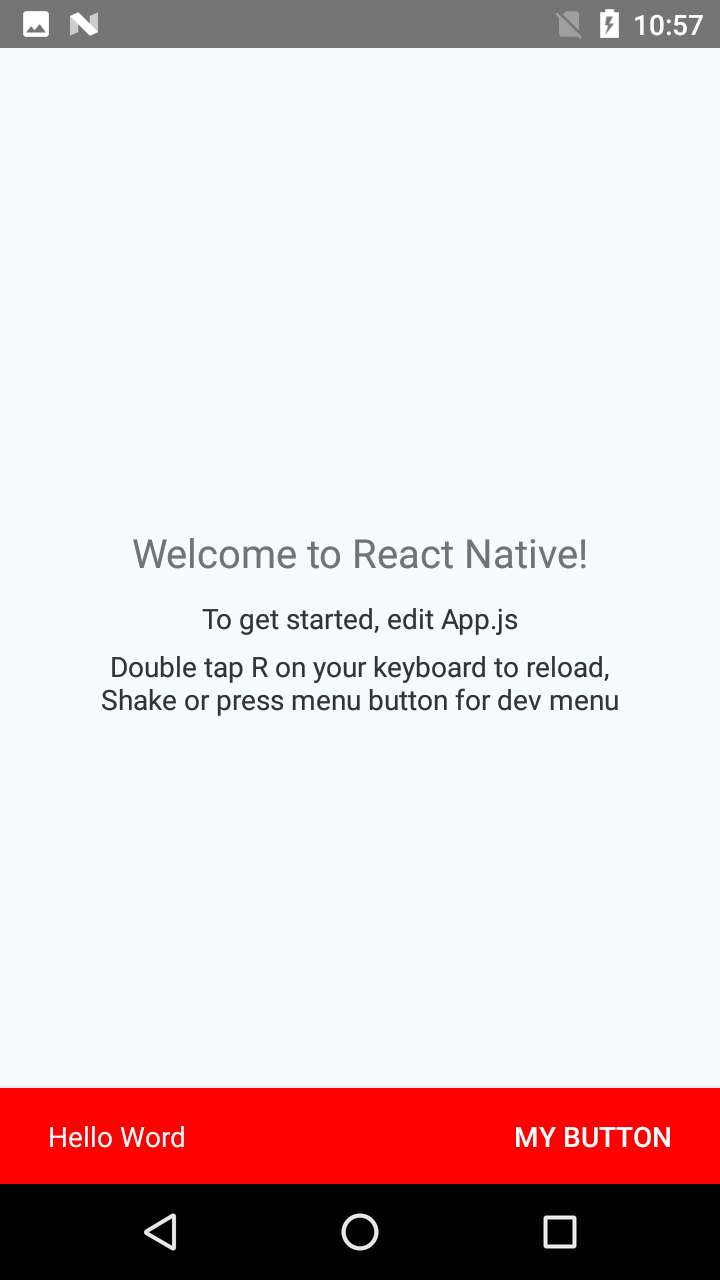 10:57
Welcome to React Native!
To get started, edit App.js
Double tap R on your keyboard to reload,
Shake or press menu button for dev menu
Hello Word
MY BUTTON